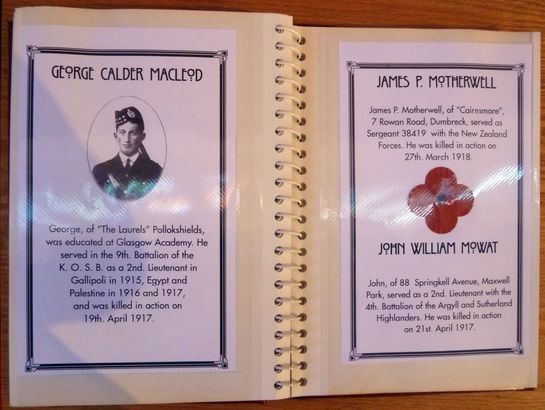 GEORGE CALDER MACLEOD
George, of "The Laurels" Pollokshields,
was educated at Glasgow Academy. He
served in the 9th. Battalion of the
K. O. S. B. as a 2nd. Lieutenant in
Gallipoli in 1915, Egypt and
Palestine in 1916 and 1917,
and was killed in action on
19th. April 1917.
JAMES P. MOTHERWELL
James P. Motherwell, of "Cairnsmore",
7 Rowan Road, Dumbreck, served as
Sergeant 38419 with the New Zealand
Forces. He was killed in action on
27th. March 1918.
JOHN WILLIAM MOWAT
John, of 88 Springkell Avenue, Maxwell
Park, served as a 2nd. Lieutenant with the
4th. Battalion of the Argyll and Sutherland
Highlanders. He was killed in action
on 21st. April 1917.